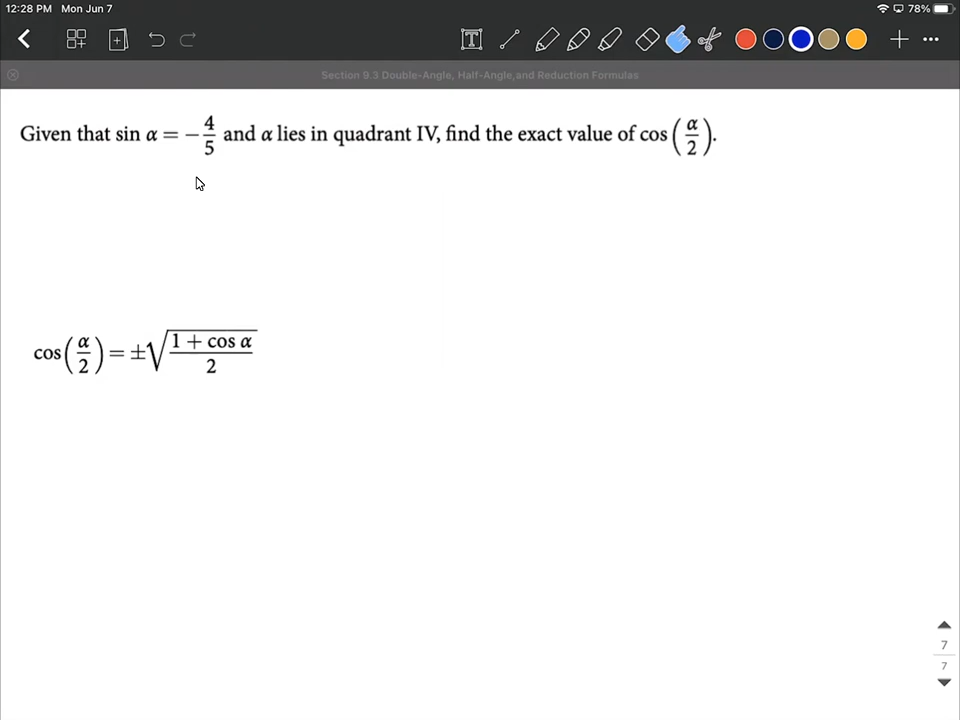 12:28 PM Mon Jun 7 78%
Section 9.3 Double-Angle, Half-Angle,and Reduction Formulas
Given that sin α = −4/5 and α lies in quadrant IV, find the exact value of cos(α/2).
cos(α/2) = ±√((1 + cos α)/2)
7
7